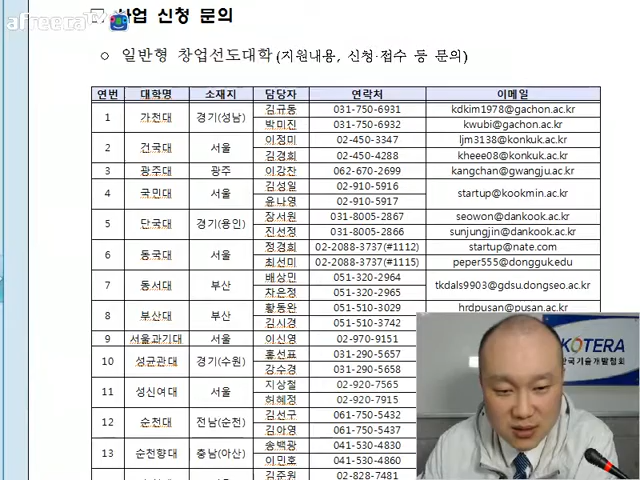 afreecaTV
사업 신청 문의
○ 일반형 창업선도대학 (지원내용, 신청·접수 등 문의)
연번 대학명 소재지 담당자 연락처 이메일
1 가천대 경기(성남) 김규동 031-750-6931 kdkim1978@gachon.ac.kr
박미진 031-750-6932 kwubi@gachon.ac.kr
2 건국대 서울 이정미 02-450-3347 ljm3138@konkuk.ac.kr
김경희 02-450-4288 kheee08@konkuk.ac.kr
3 광주대 광주 이강찬 062-670-2699 kangchan@gwangju.ac.kr
4 국민대 서울 김성일 02-910-5916 startup@kookmin.ac.kr
윤나영 02-910-5917
5 단국대 경기(용인) 장서원 031-8005-2867 seowon@dankook.ac.kr
진선정 031-8005-2866 sunjungjin@dankook.ac.kr
6 동국대 서울 정경희 02-2088-3737(#1112) startup@nate.com
최선미 02-2088-3737(#1115) peper555@dongguk.edu
7 동서대 부산 배상민 051-320-2964 tkdals9903@gdsu.dongseo.ac.kr
차은정 051-320-2965
8 부산대 부산 황동완 051-510-3029 hrdpusan@pusan.ac.kr
김시경 051-510-3742
9 서울과기대 서울 이신영 02-970-9151
10 성균관대 경기(수원) 홍선표 031-290-5657
강수경 031-290-5658
11 성신여대 서울 지상철 02-920-7565
허혜정 02-920-7915
12 순천대 전남(순천) 김선구 061-750-5432
김아영 061-750-5437
13 순천향대 충남(아산) 송백광 041-530-4830
이민호 041-530-4860
김준원 02-828-7481
KOTERA
한국기술개발협회